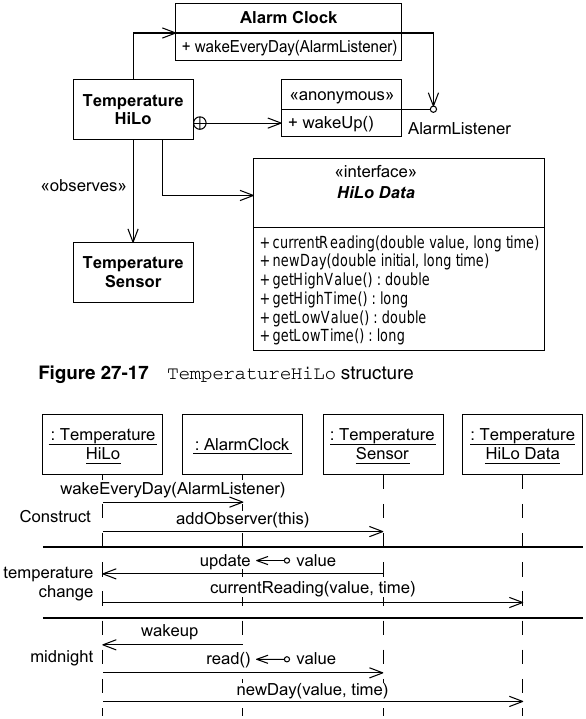 Alarm Clock
+ wakeEveryDay(AlarmListener)
Temperature
HiLo
«anonymous»
+ wakeUp()
AlarmListener
«observes»
«interface»
HiLo Data
+ currentReading(double value, long time)
+ newDay(double initial, long time)
+ getHighValue() : double
+ getHighTime() : long
+ getLowValue() : double
+ getLowTime() : long
Temperature
Sensor
Figure 27-17 TemperatureHiLo structure
: Temperature
HiLo
: AlarmClock
: Temperature
Sensor
: Temperature
HiLo Data
wakeEveryDay(AlarmListener)
Construct
addObserver(this)
update
value
temperature
change
currentReading(value, time)
wakeup
midnight
read()
value
newDay(value, time)